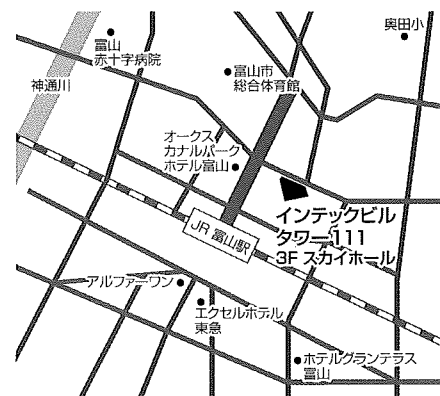 奥田小
富山
赤十字病院
富山市
総合体育館
神通川
オークス
カナルパーク
ホテル富山
インテックビル
タワー111
3F スカイホール
JR 富山駅
アルファーワン
エクセルホテル
東急
ホテルグランテラス
富山